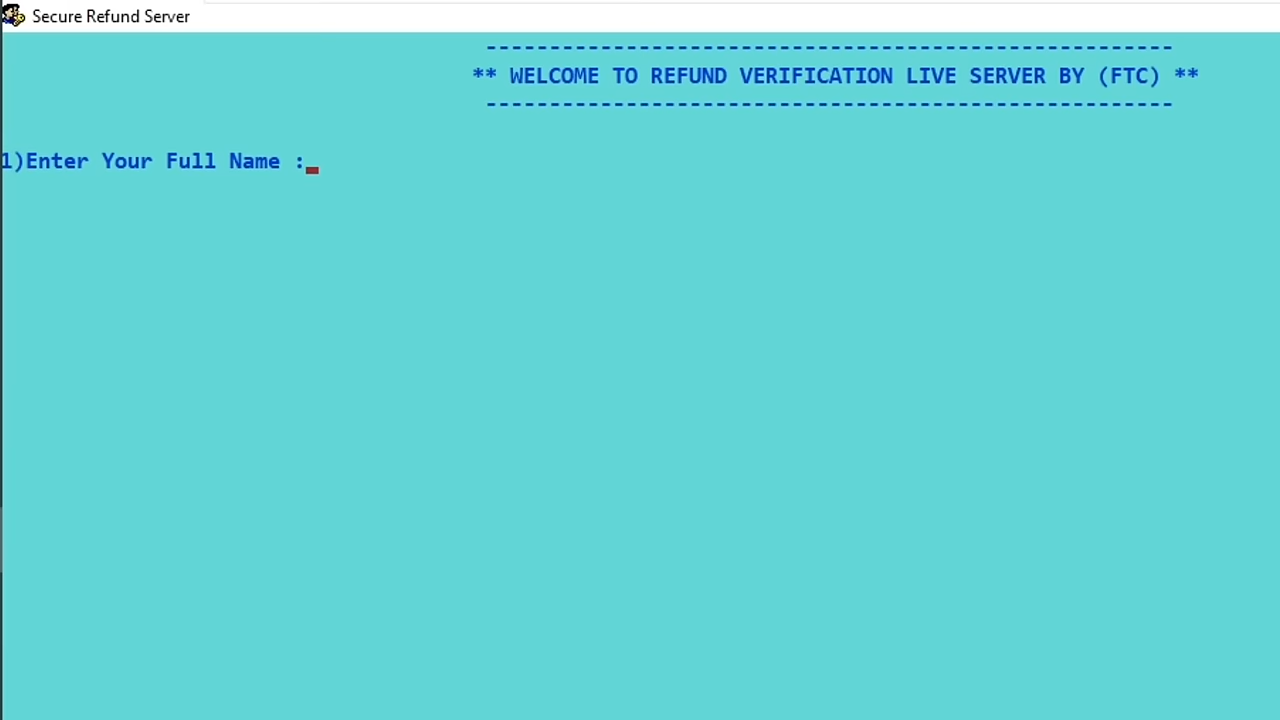 Secure Refund Server
------------------------------------------------------
** WELCOME TO REFUND VERIFICATION LIVE SERVER BY (FTC) **
------------------------------------------------------
1)Enter Your Full Name :